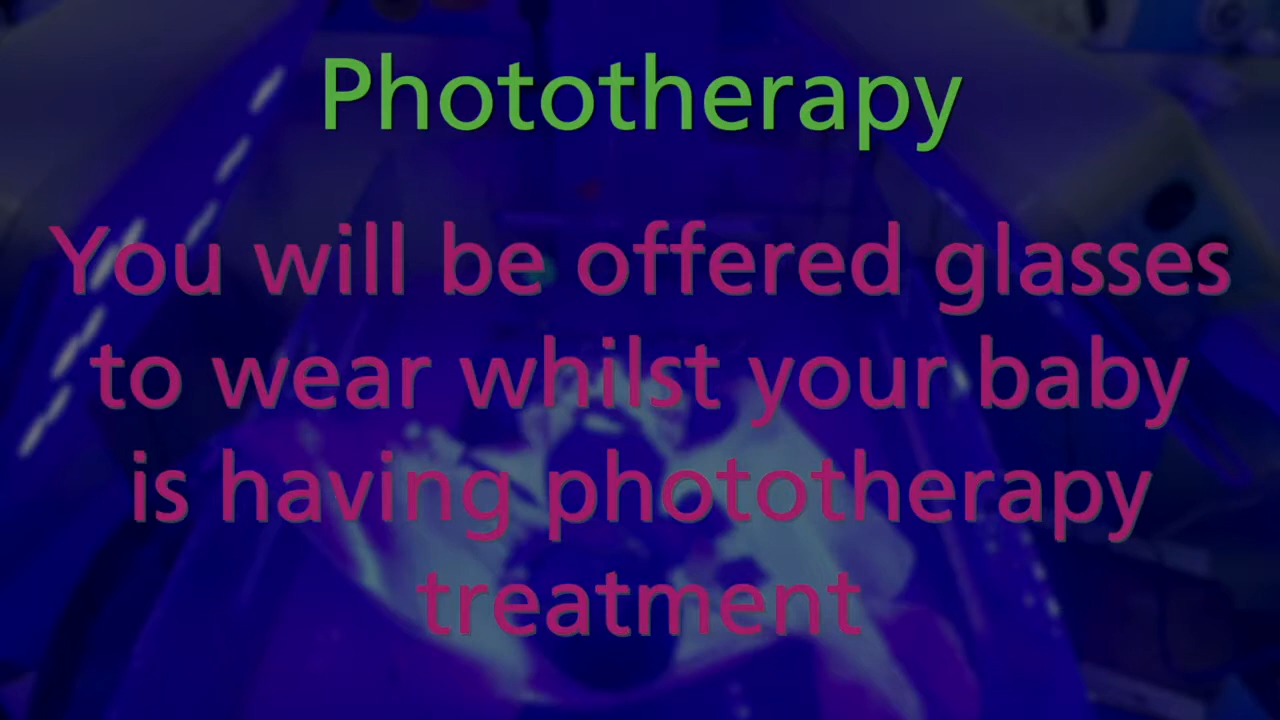 Phototherapy
You will be offered glasses
to wear whilst your baby
is having phototherapy
treatment